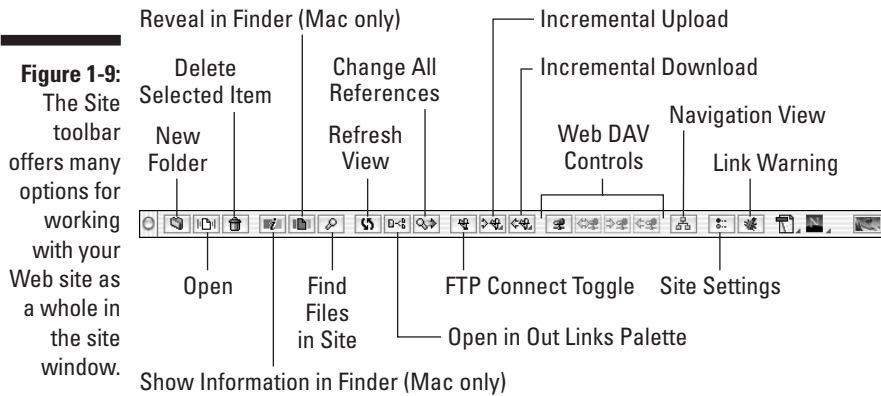 Figure 1-9:
The Site
toolbar
offers many
options for
working
with your
Web site as
a whole in
the site
window.
Reveal in Finder (Mac only)
Incremental Upload
Delete
Selected Item
Change All
References
Incremental Download
New
Folder
Refresh
View
Web DAV
Controls
Navigation View
Link Warning
Open
Find
Files
in Site
FTP Connect Toggle
Site Settings
Open in Out Links Palette
Show Information in Finder (Mac only)